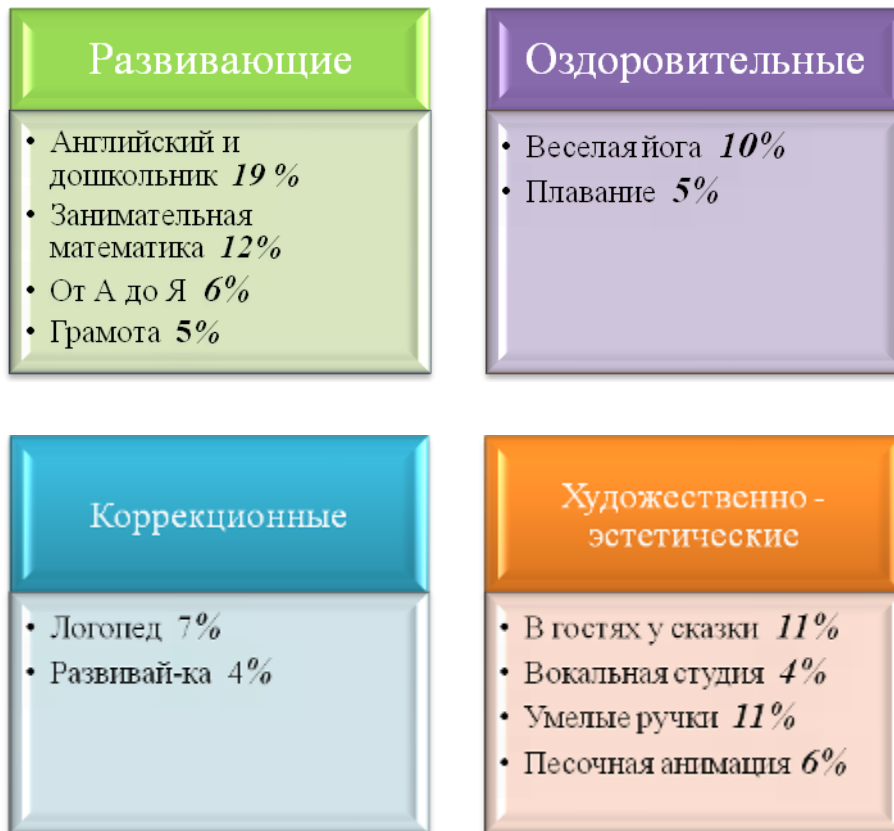 Развивающие
• Английский и
дошкольник 19 %
• Занимательная
математика 12%
• От А до Я 6%
• Грамота 5%
Оздоровительные
• Веселая йога 10%
• Плавание 5%
Коррекционные
• Логопед 7%
• Развивай-ка 4%
Художественно -
эстетические
• В гостях у сказки 11%
• Вокальная студия 4%
• Умелые ручки 11%
• Песочная анимация 6%